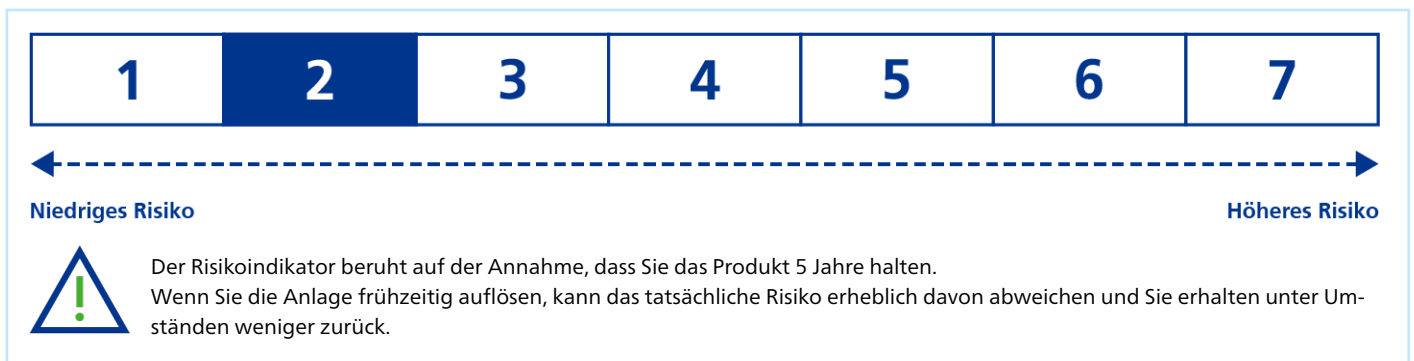 1 2 3 4 5 6 7
Niedriges Risiko Höheres Risiko
Der Risikoindikator beruht auf der Annahme, dass Sie das Produkt 5 Jahre halten.
Wenn Sie die Anlage frühzeitig auflösen, kann das tatsächliche Risiko erheblich davon abweichen und Sie erhalten unter Um-
ständen weniger zurück.